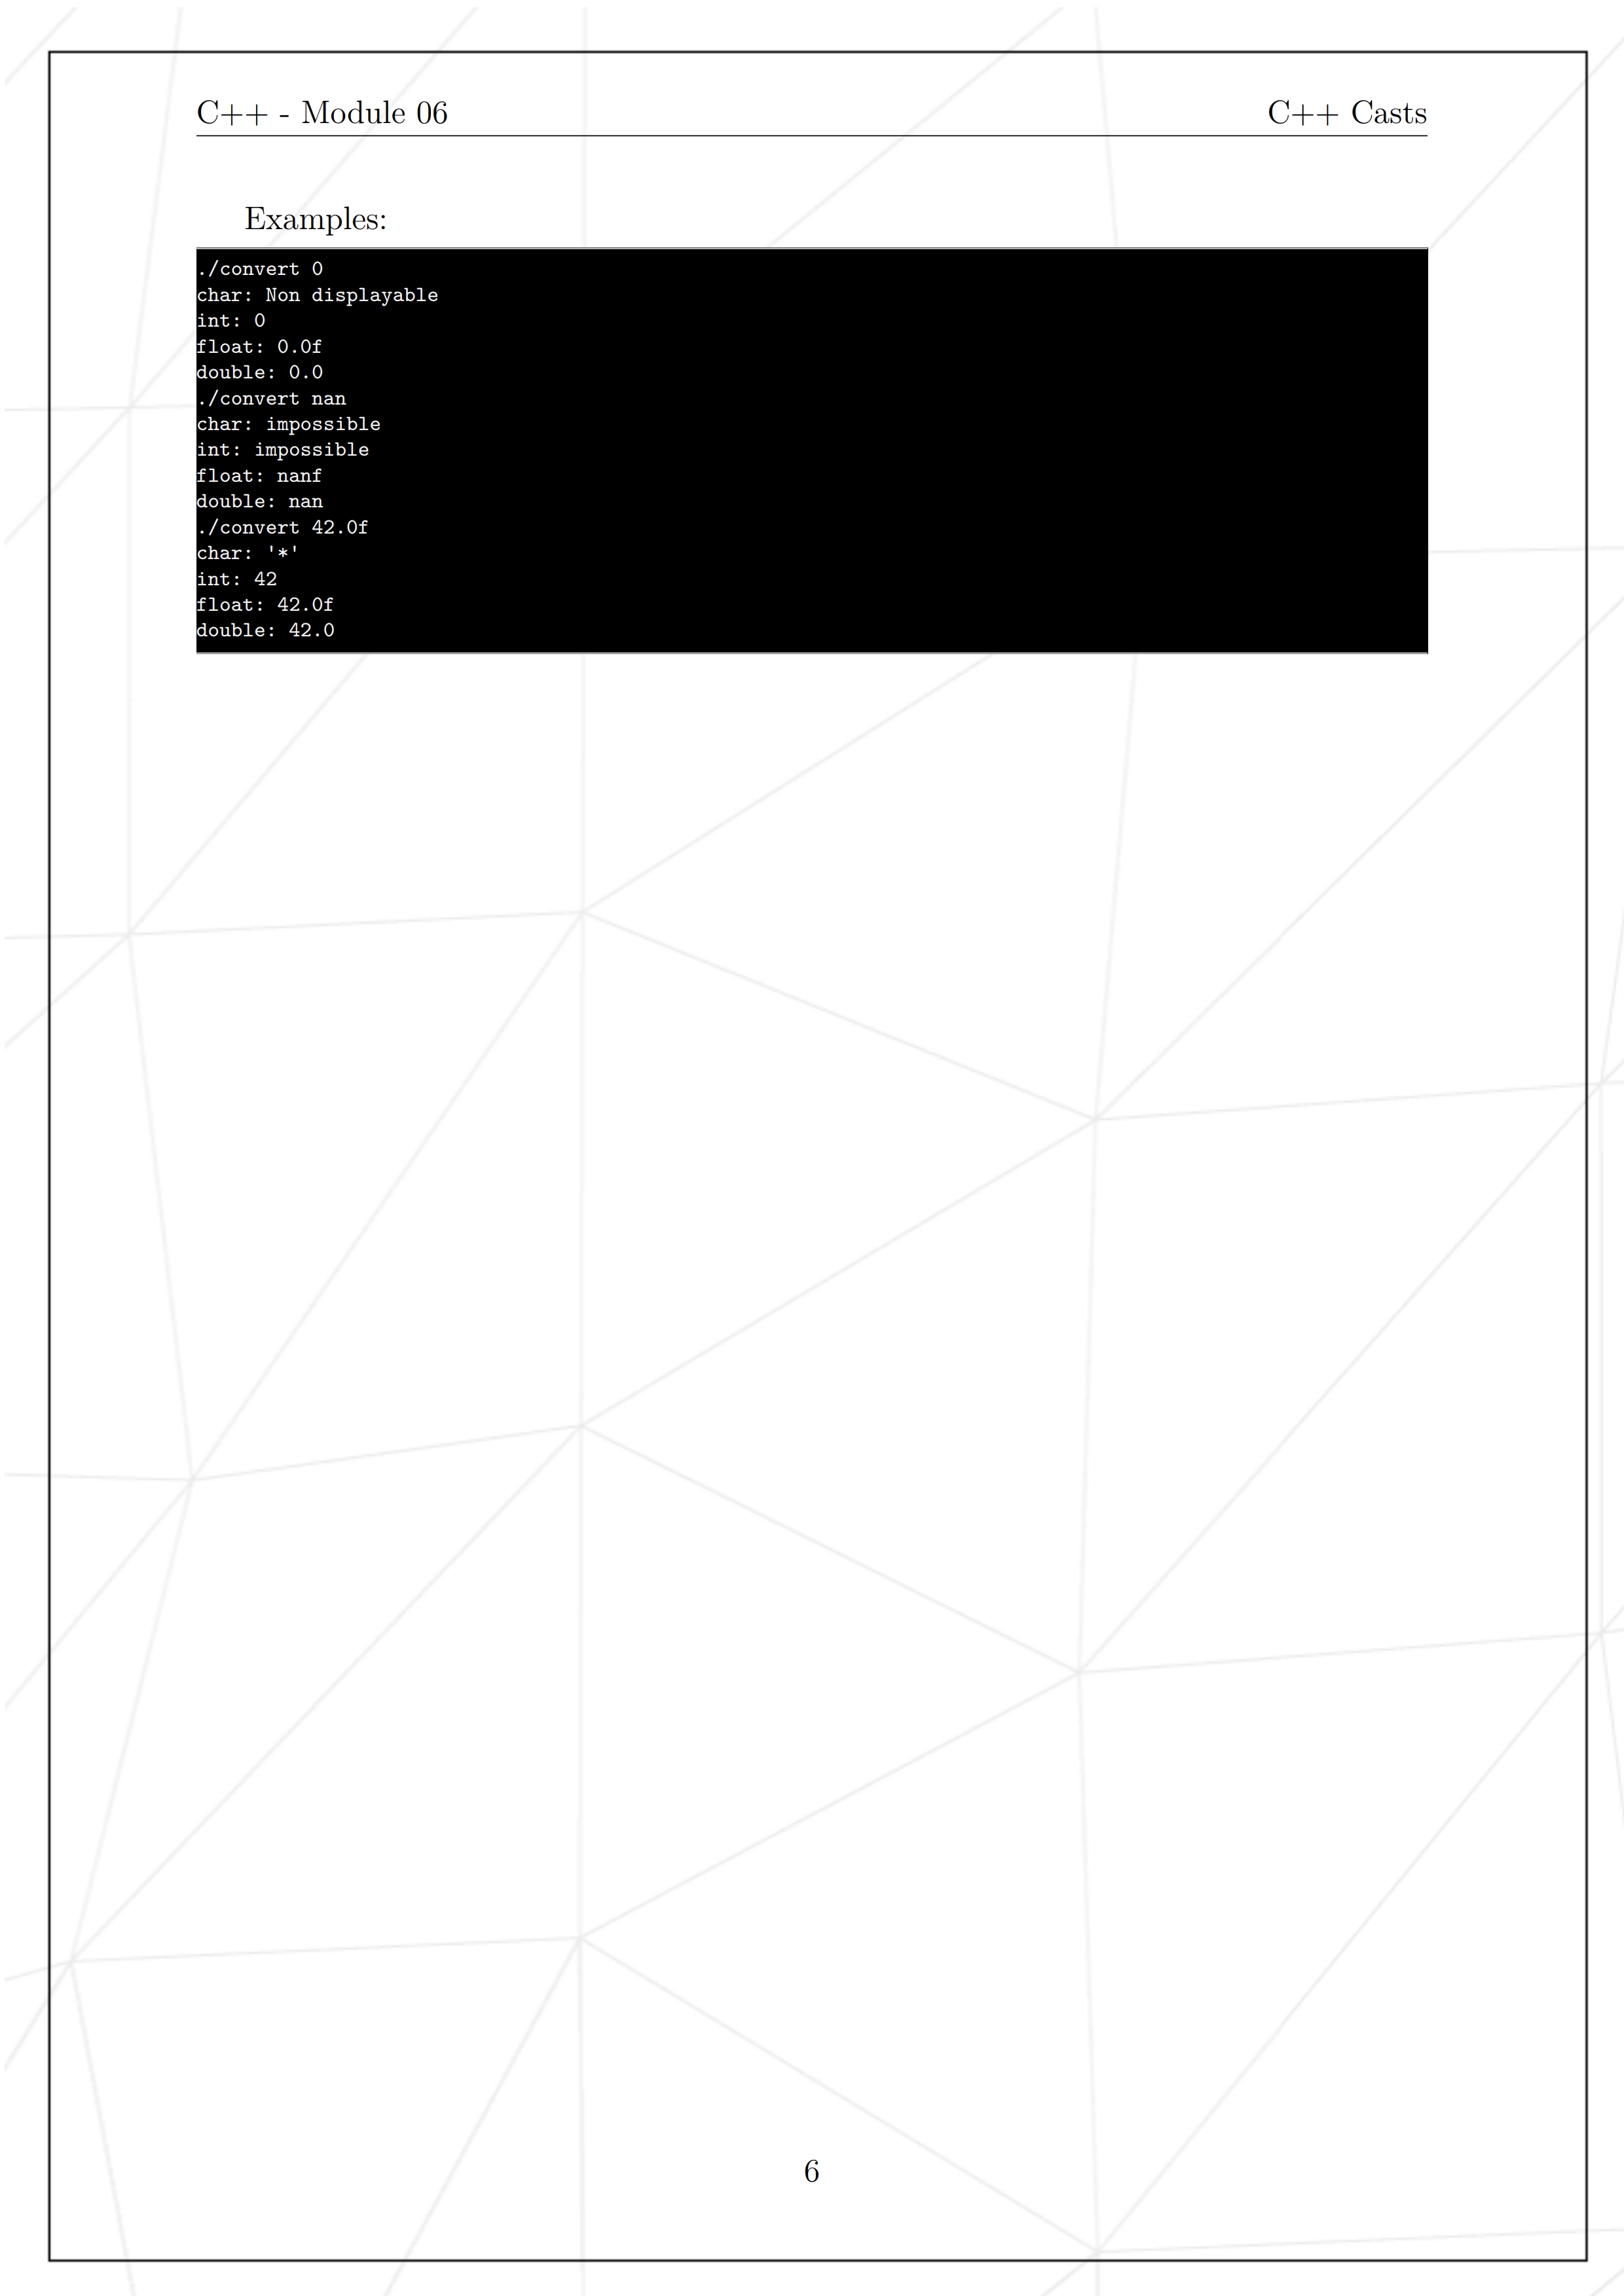 C++ - Module 06 C++ Casts
Examples:
./convert 0
char: Non displayable
int: 0
float: 0.0f
double: 0.0
./convert nan
char: impossible
int: impossible
float: nanf
double: nan
./convert 42.0f
char: '*'
int: 42
float: 42.0f
double: 42.0
6